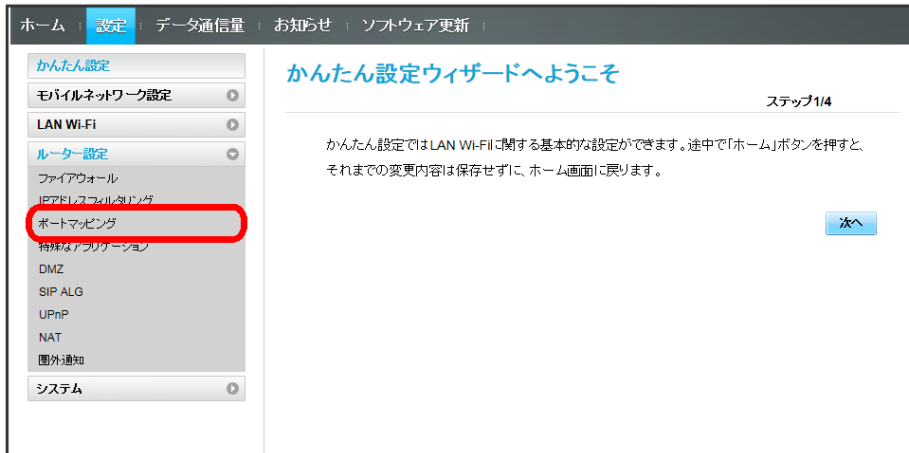 ホーム 設定 データ通信量 お知らせ ソフトウェア更新
かんたん設定
モバイルネットワーク設定
LAN Wi-Fi
ルーター設定
ファイアウォール
IPアドレスフィルタリング
ポートマッピング
特殊なアプリケーション
DMZ
SIP ALG
UPnP
NAT
圏外通知
システム
かんたん設定ウィザードへようこそ
ステップ1/4
かんたん設定ではLAN Wi-Fiに関する基本的な設定ができます。途中で「ホーム」ボタンを押すと、
それまでの変更内容は保存せずに、ホーム画面に戻ります。
次へ